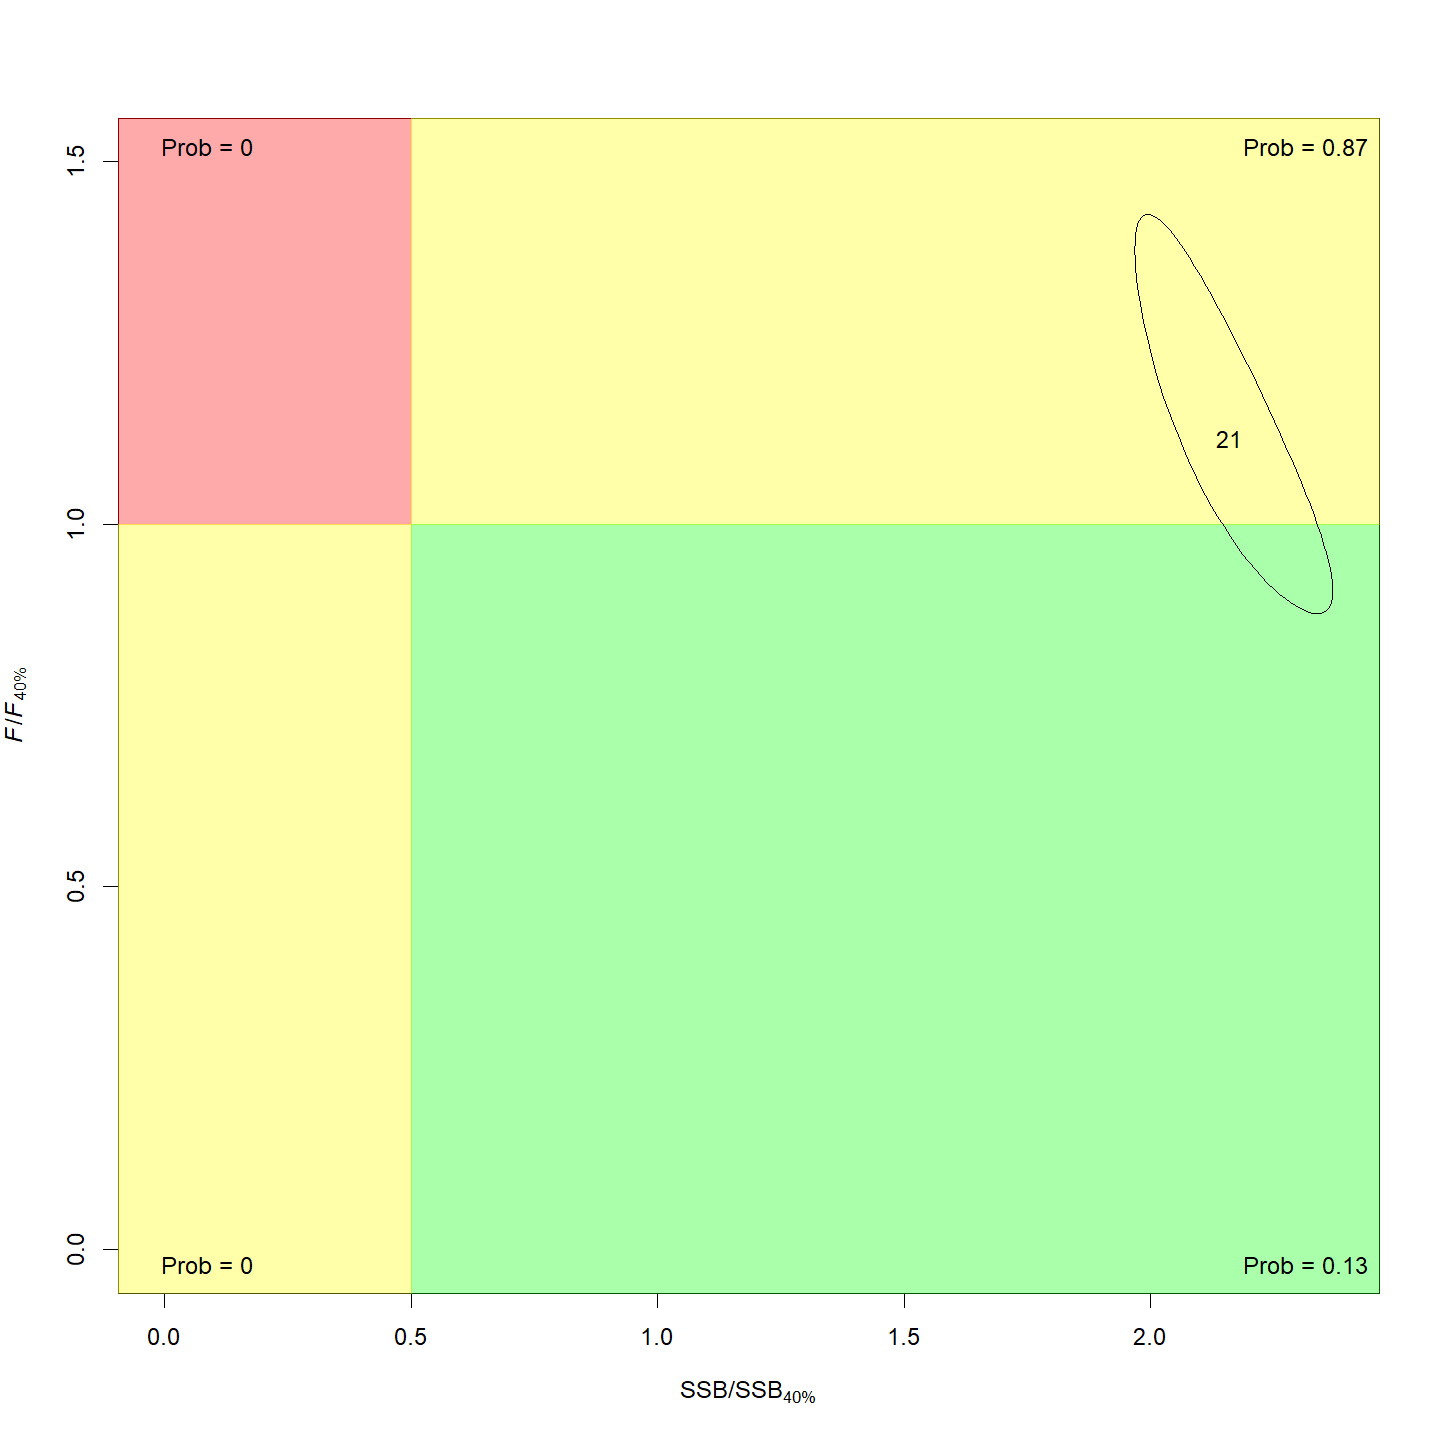 Prob = 0
Prob = 0.87
1.5
21
1.0
F/F40%
0.5
0.0
Prob = 0
Prob = 0.13
0.0 0.5 1.0 1.5 2.0
SSB/SSB40%